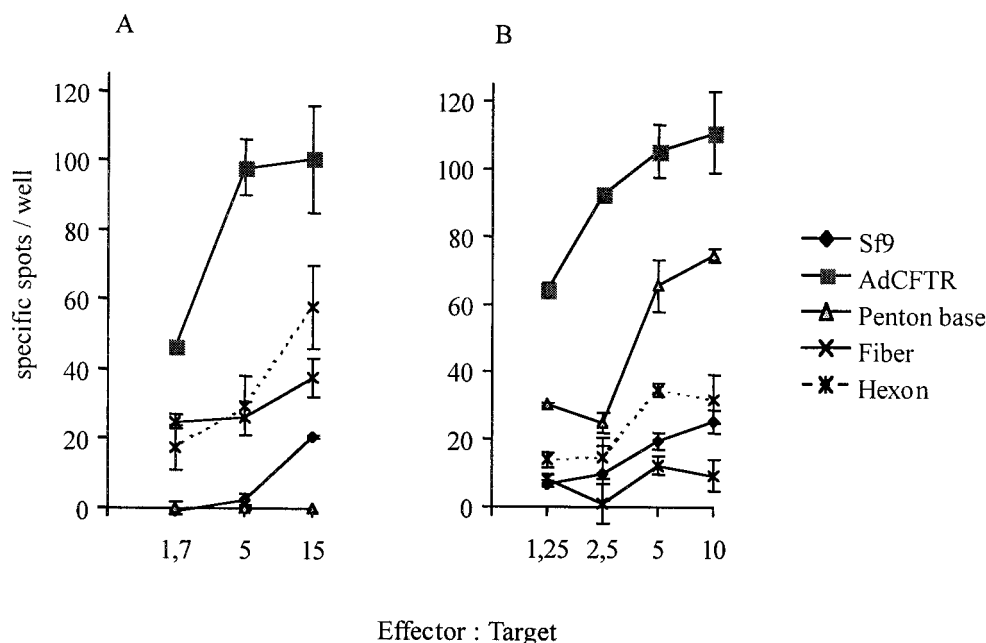 A
B
specific spots / well
120
100
80
60
40
20
0
1,7 5 15
120
100
80
60
40
20
0
1,25 2,5 5 10
Sf9
AdCFTR
Penton base
Fiber
Hexon
Effector : Target